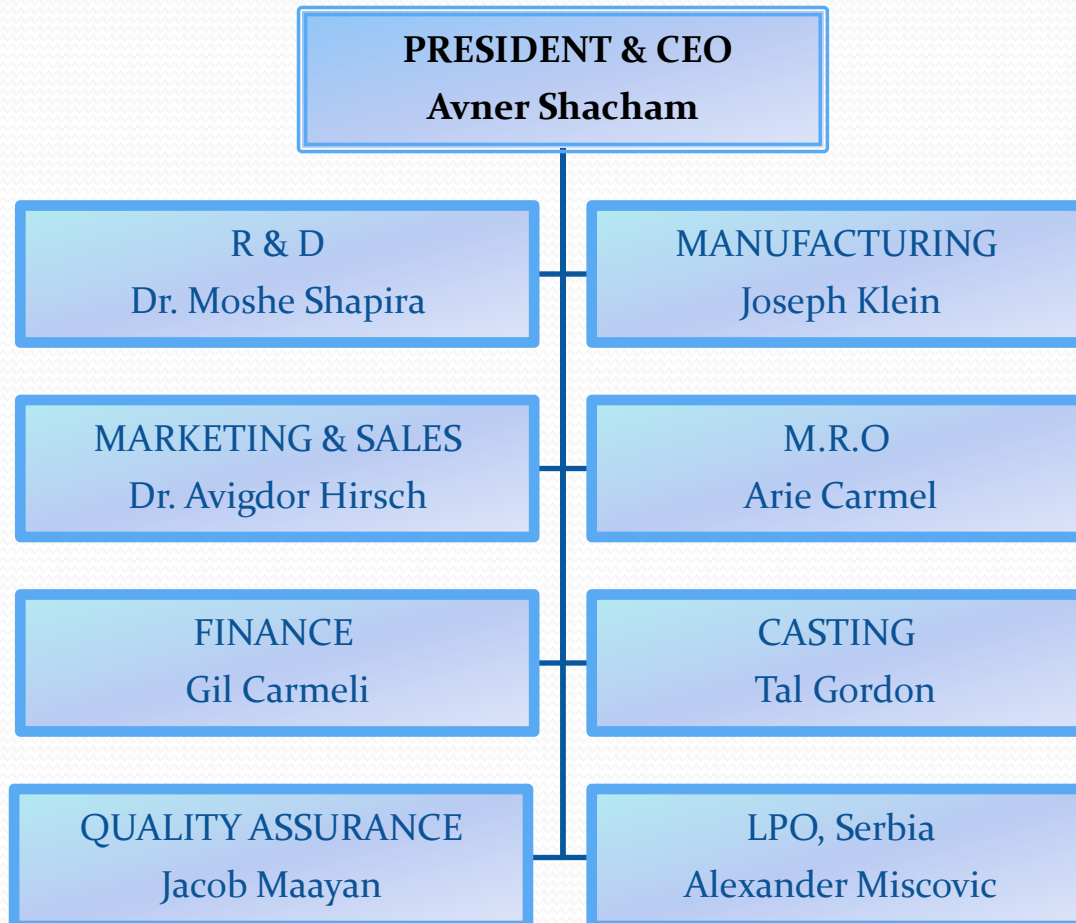 PRESIDENT & CEO
Avner Shacham
R & D
Dr. Moshe Shapira
MANUFACTURING
Joseph Klein
MARKETING & SALES
Dr. Avigdor Hirsch
M.R.O
Arie Carmel
FINANCE
Gil Carmeli
CASTING
Tal Gordon
QUALITY ASSURANCE
Jacob Maayan
LPO, Serbia
Alexander Miscovic